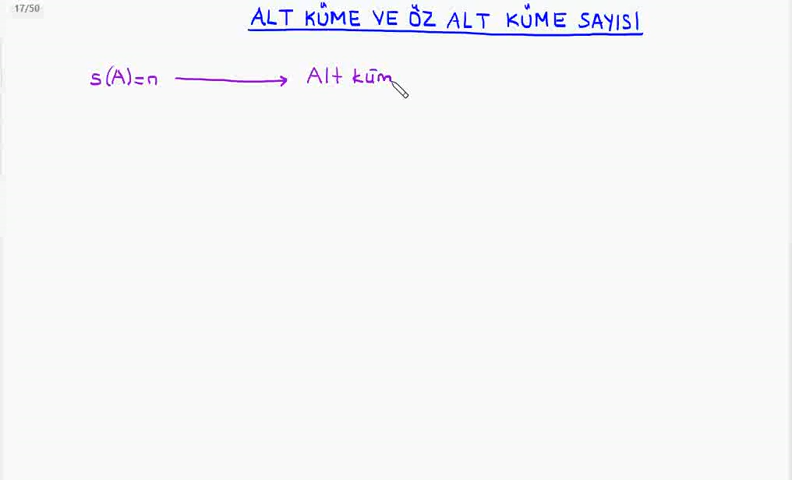 17/50
ALT KÜME VE ÖZ ALT KÜME SAYISI
s(A)=n → Alt küm